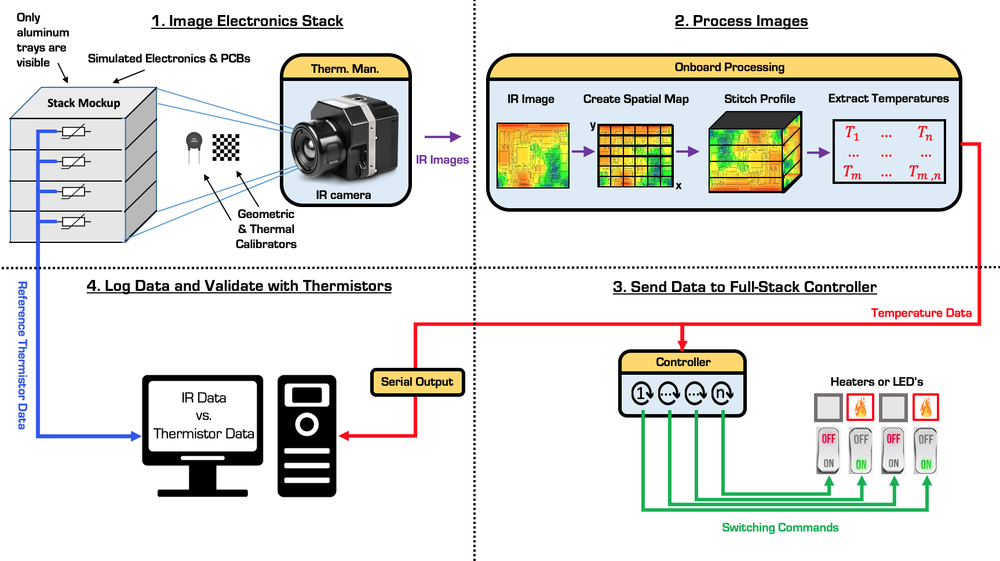 1. Image Electronics Stack
Only
aluminum
trays are
visible
Simulated Electronics & PCBs
Stack Mockup
Therm. Man.
IR camera
Geometric
& Thermal
Calibrators
IR Images
2. Process Images
Onboard Processing
IR Image
Create Spatial Map
Stitch Profile
Extract Temperatures
y
x
T1 ... Tn
... ... ...
Tm ... Tm,n
3. Send Data to Full-Stack Controller
Temperature Data
Controller
1 ... ... n
Heaters or LED's
OFF OFF OFF OFF
ON ON ON ON
Switching Commands
4. Log Data and Validate with Thermistors
Reference Thermistor Data
Serial Output
IR Data
vs.
Thermistor Data